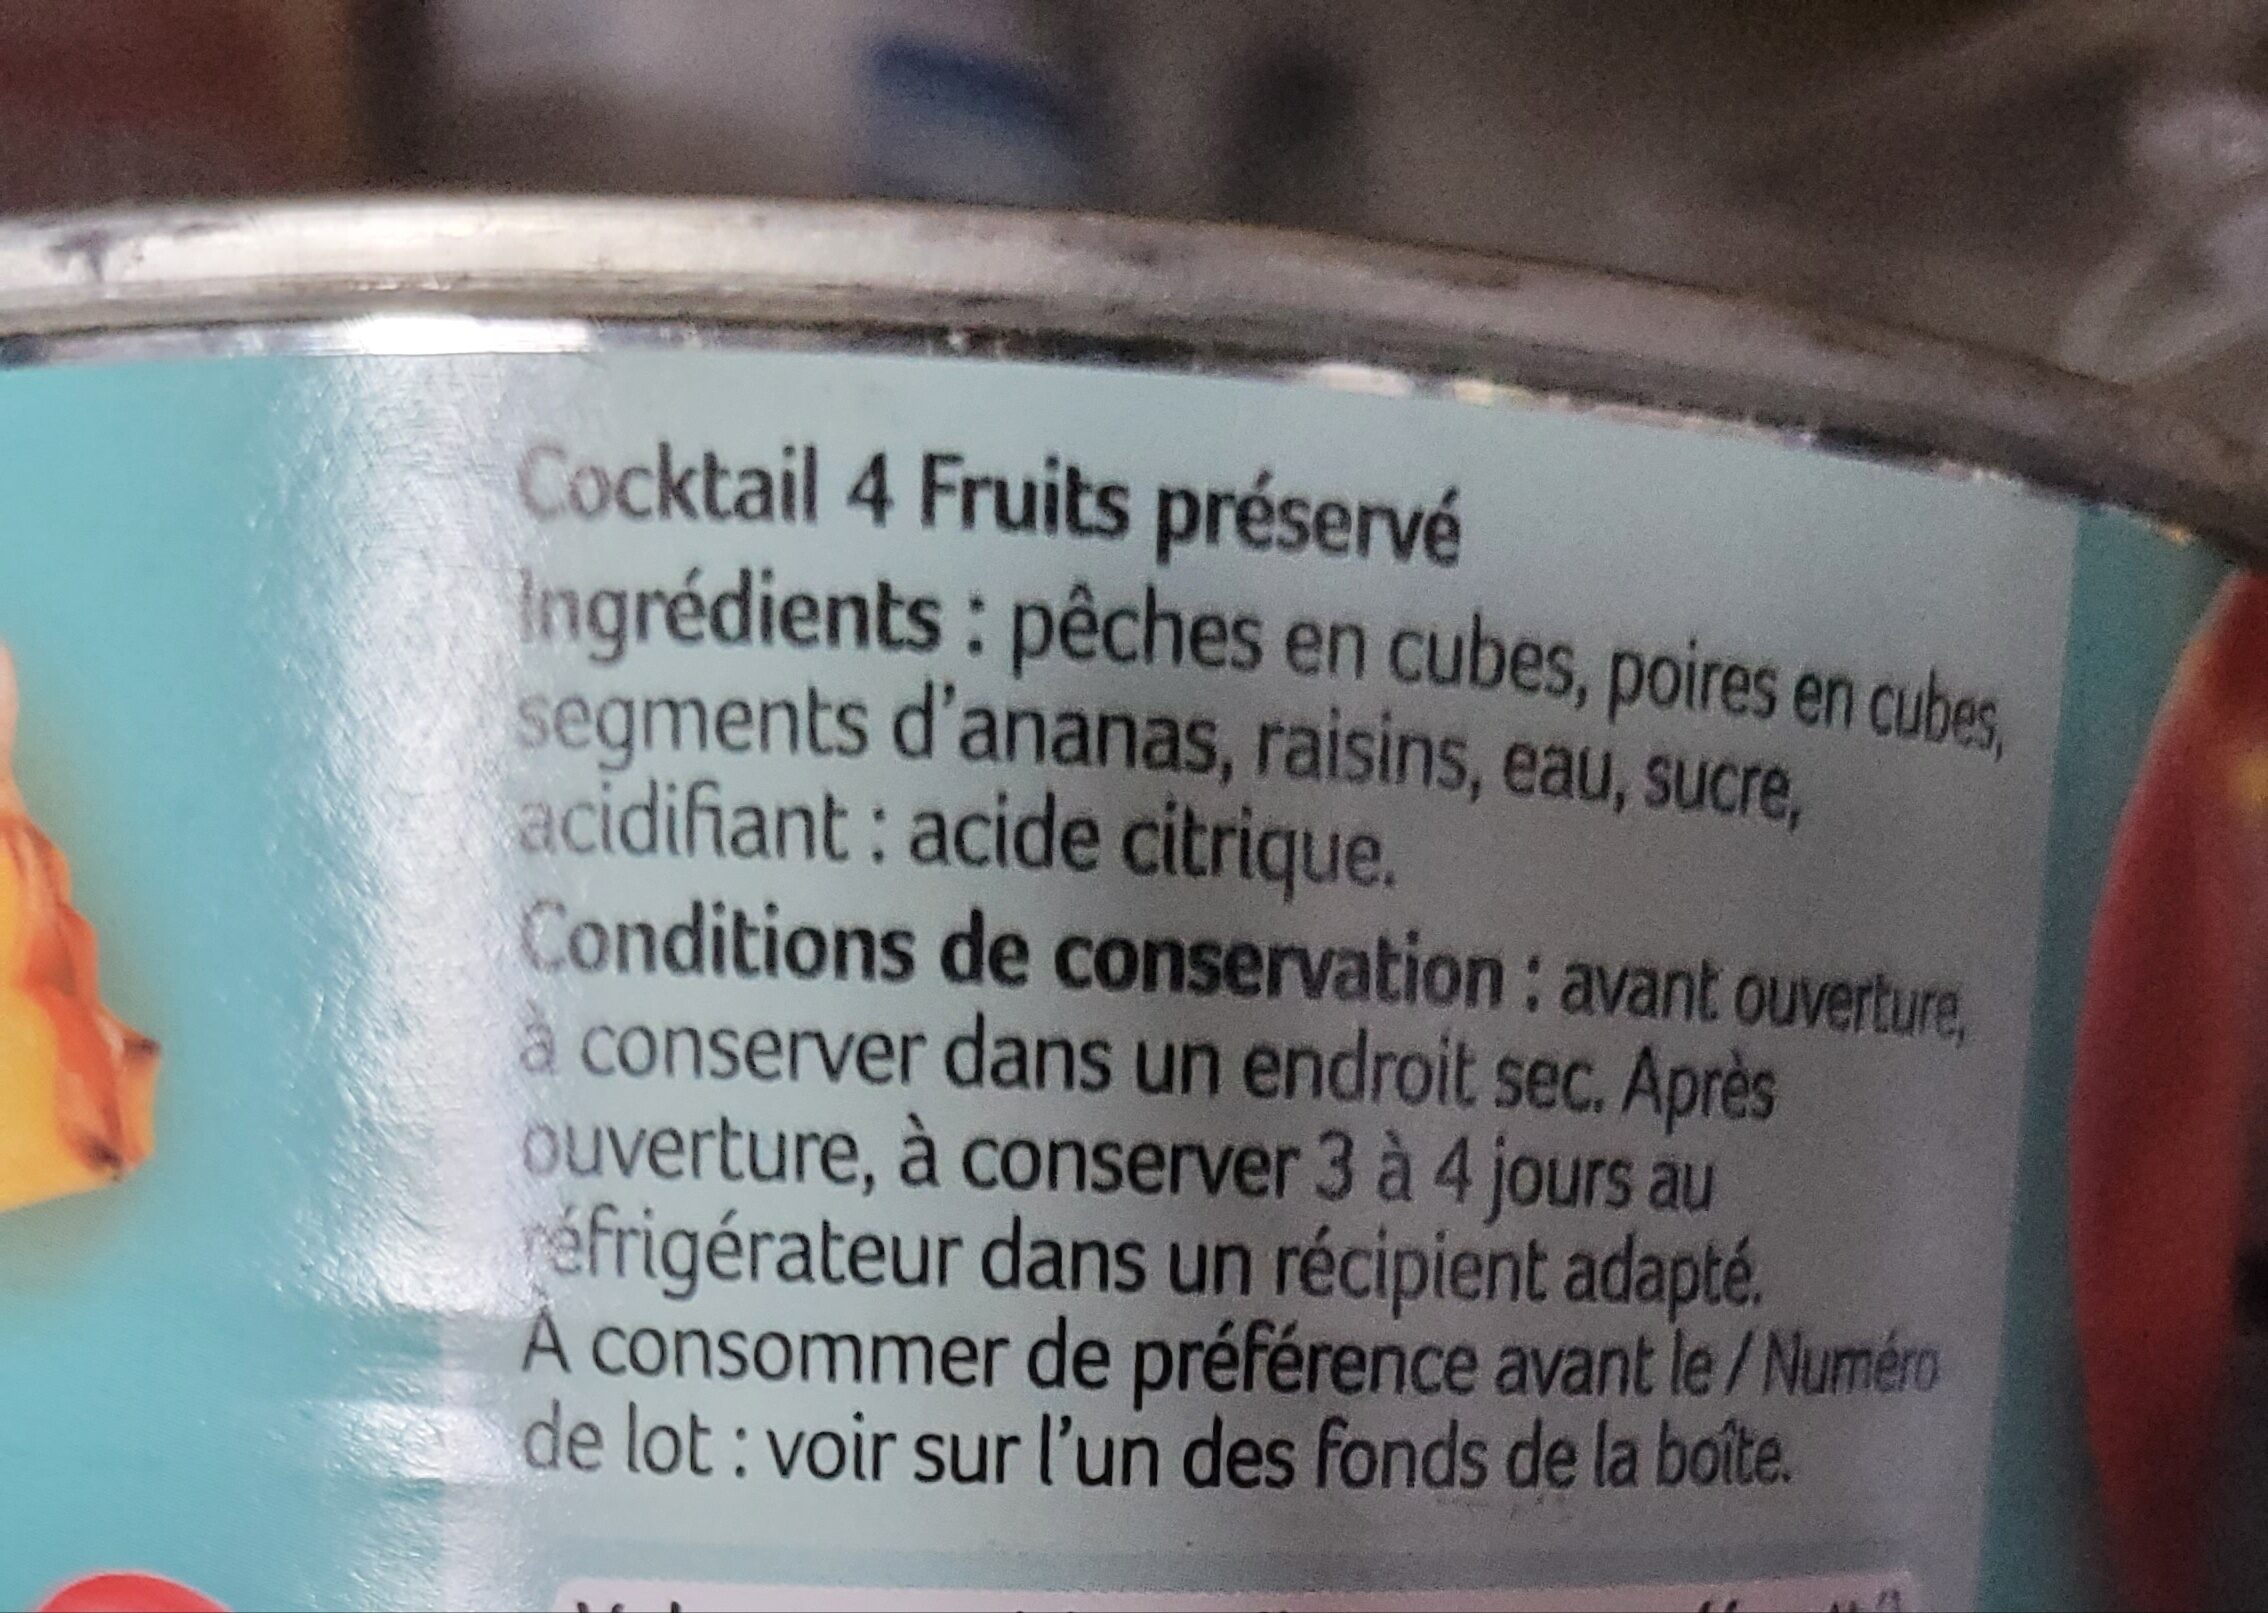 Cocktail 4 Fruits préservé
Ingrédients : pêches en cubes, poires en cubes,
segments d'ananas, raisins, eau, sucre,
acidifiant : acide citrique.
Conditions de conservation : avant ouverture,
à conserver dans un endroit sec. Après
ouverture, à conserver 3 à 4 jours au
réfrigérateur dans un récipient adapté.
À consommer de préférence avant le / Numéro
de lot : voir sur l'un des fonds de la boîte.